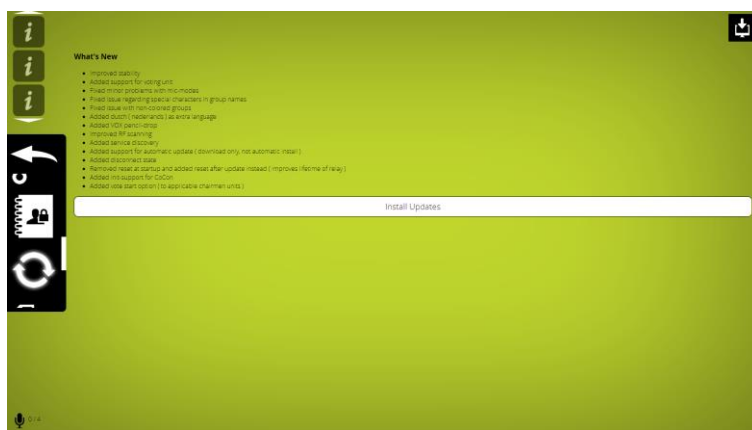 What's New
Improved stability
Added support for voting unit
Fixed minor problems with mic-modes
Fixed issue regarding special characters in group names
Fixed issue with non-colored groups
Added dutch ( nederlands ) as extra language
Added VOX pencil-drop
Improved RF scanning
Added service discovery
Added support for automatic update ( download only, not automatic install )
Added disconnect state
Removed reset at startup and added reset after update instead ( improves lifetime of relay )
Added support for CoCon
Added vote start option ( to applicable chairmen units )
Install Updates
0 / 4